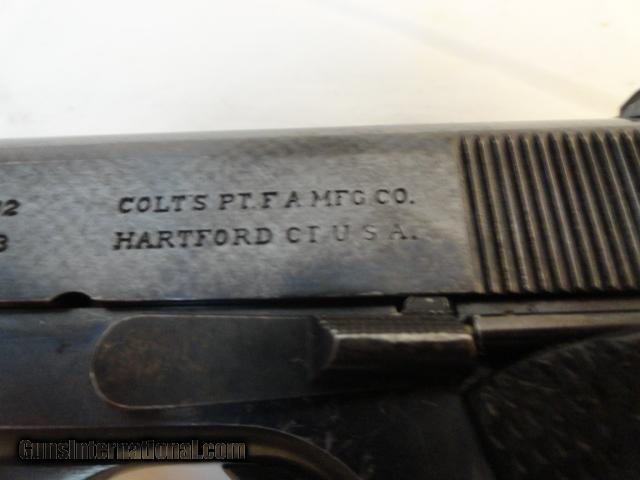 COLT'S PT. F A MFG CO.
HARTFORD CT U S A.
GunsInternational.com